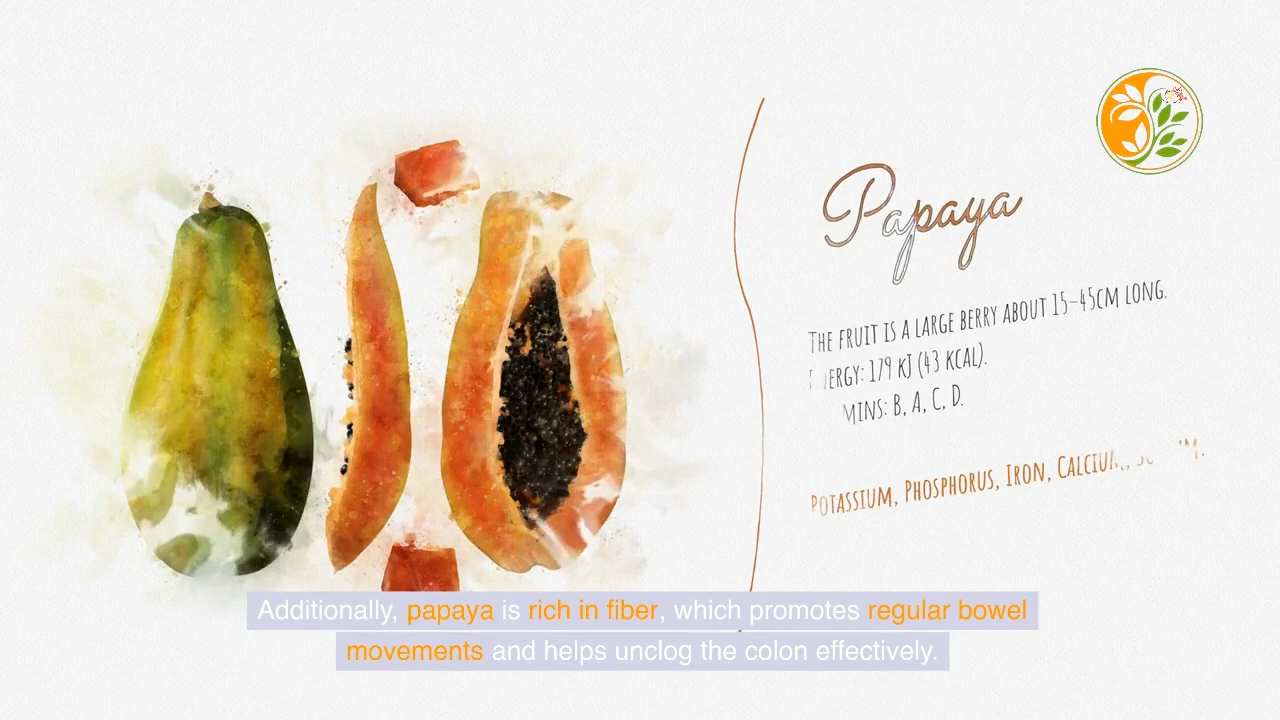 Papaya
The fruit is a large berry about 15-45cm long.
ergy: 179 kJ (43 kcal).
mins: B, A, C, D.
Potassium, Phosphorus, Iron, Calcium,
Additionally, papaya is rich in fiber, which promotes regular bowel
movements and helps unclog the colon effectively.